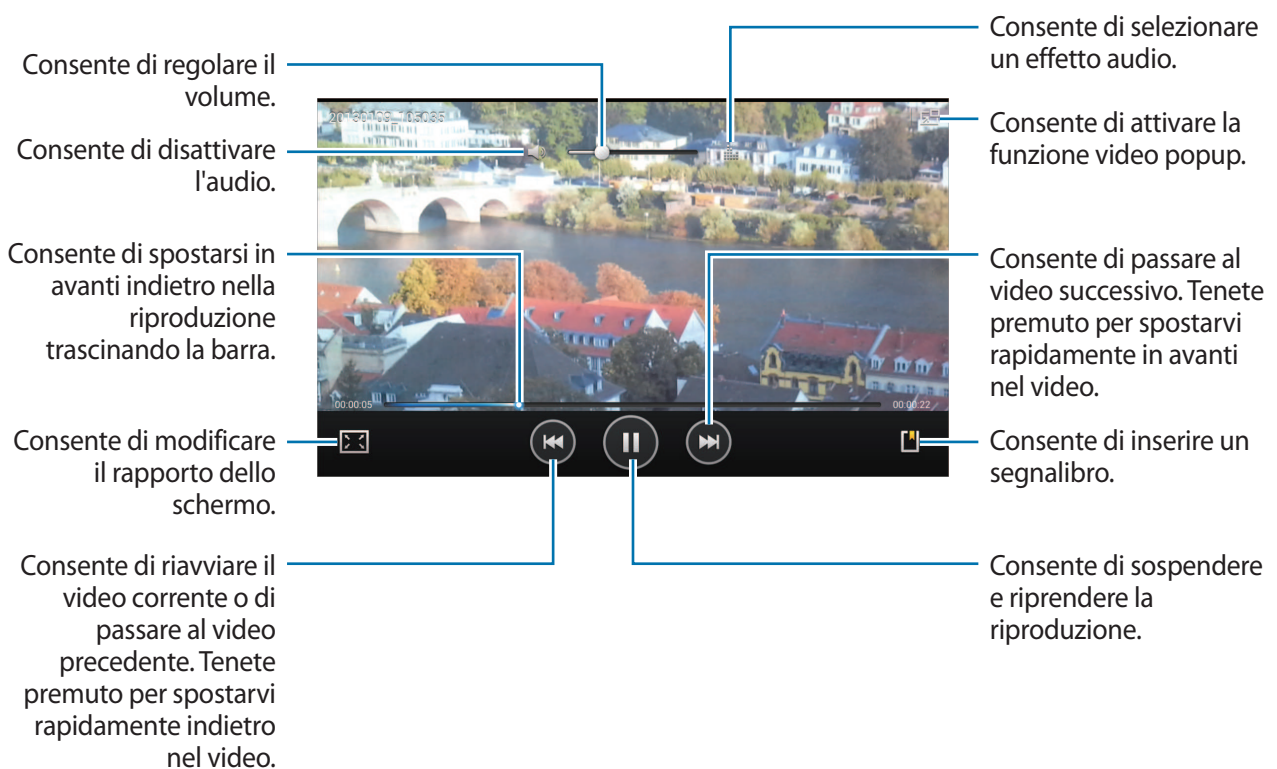 Consente di regolare il
volume.
Consente di disattivare
l'audio.
Consente di spostarsi in
avanti indietro nella
riproduzione
trascinando la barra.
Consente di modificare
il rapporto dello
schermo.
Consente di riavviare il
video corrente o di
passare al video
precedente. Tenete
premuto per spostarvi
rapidamente indietro
nel video.
20130109_105035
00:00:05
00:00:22
Consente di selezionare
un effetto audio.
Consente di attivare la
funzione video popup.
Consente di passare al
video successivo. Tenete
premuto per spostarvi
rapidamente in avanti
nel video.
Consente di inserire un
segnalibro.
Consente di sospendere
e riprendere la
riproduzione.